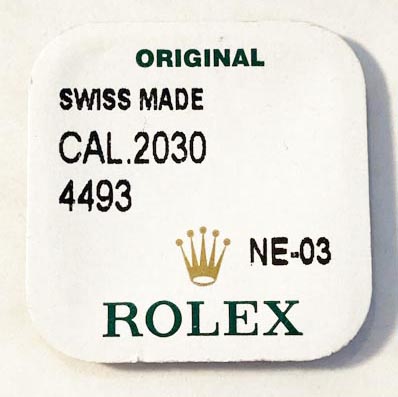 ORIGINAL
SWISS MADE
CAL.2030
4493
NE-03
ROLEX